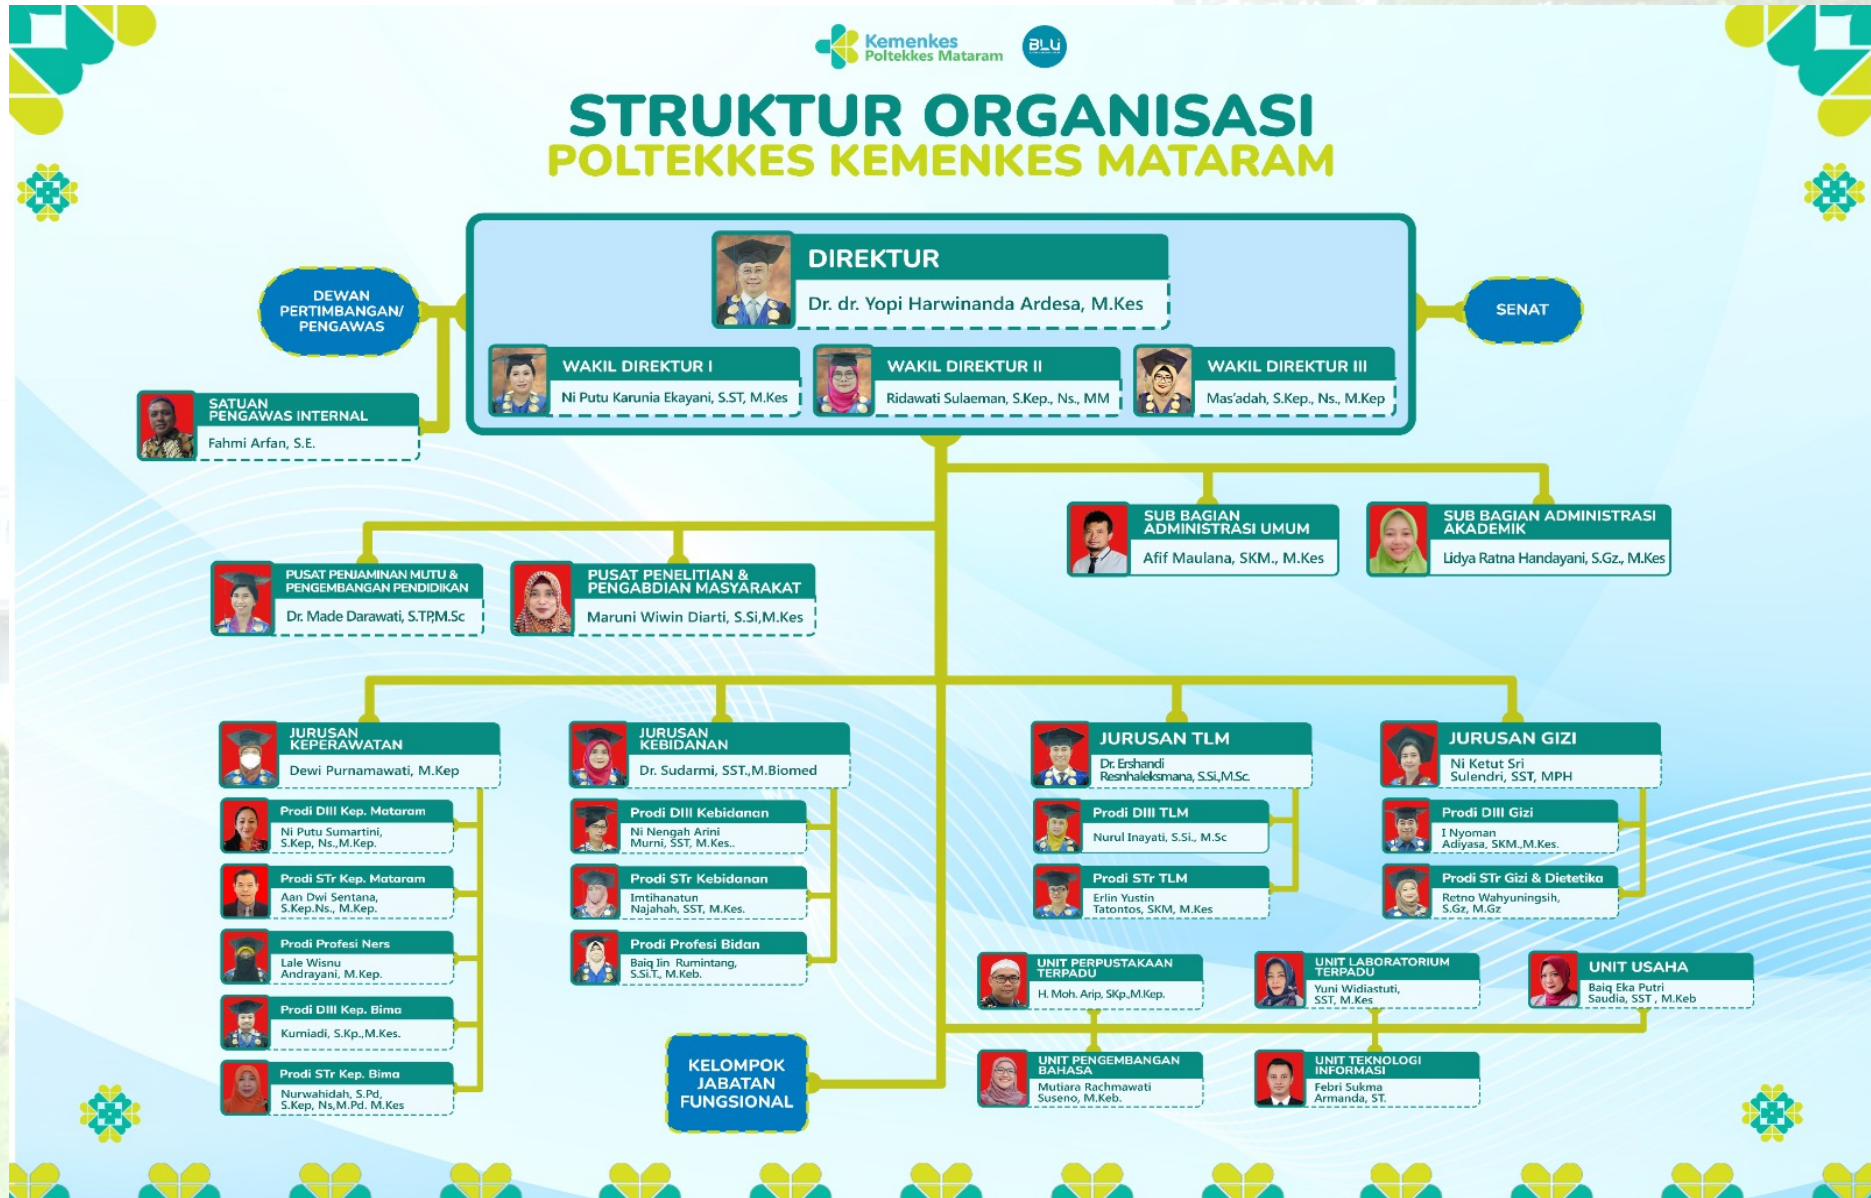 Kemenkes
Poltekkes Mataram
BLU
STRUKTUR ORGANISASI
POLTEKKES KEMENKES MATARAM
DIREKTUR
Dr. dr. Yopi Harwinanda Ardesa, M.Kes
DEWAN
PERTIMBANGAN/
PENGAWAS
SENAT
WAKIL DIREKTUR I
Ni Putu Karunia Ekayani, S.ST, M.Kes
WAKIL DIREKTUR II
Ridawati Sulaeman, S.Kep., Ns., MM
WAKIL DIREKTUR III
Mas'adah, S.Kep., Ns., M.Kep
SATUAN
PENGAWAS INTERNAL
Fahmi Arfan, S.E.
SUB BAGIAN
ADMINISTRASI UMUM
Afif Maulana, SKM., M.Kes
SUB BAGIAN ADMINISTRASI
AKADEMIK
Lidya Ratna Handayani, S.Gz., M.Kes
PUSAT PENJAMINAN MUTU &
PENGEMBANGAN PENDIDIKAN
Dr. Made Darawati, S.TP,M.Sc
PUSAT PENELITIAN &
PENGABDIAN MASYARAKAT
Maruni Wiwin Diarti, S.Si,M.Kes
JURUSAN
KEPERAWATAN
Dewi Purnamawati, M.Kep
Prodi DIII Kep. Mataram
Ni Putu Sumartini,
S.Kep, Ns.,M.Kep.
Prodi STr Kep. Mataram
Aan Dwi Sentana,
S.Kep.Ns., M.Kep.
Prodi Profesi Ners
Lale Wisnu
Andrayani, M.Kep.
Prodi DIII Kep. Bima
Kurniadi, S.Kp.,M.Kes.
Prodi STr Kep. Bima
Nurwahidah, S.Pd,
S.Kep, Ns,M.Pd. M.Kes
JURUSAN
KEBIDANAN
Dr. Sudarmi, SST.,M.Biomed
Prodi DIII Kebidanan
Ni Nengah Arini
Murni, SST, M.Kes..
Prodi STr Kebidanan
Imtihanatun
Najahah, SST, M.Kes.
Prodi Profesi Bidan
Baiq Iin Rumintang,
S.Si.T., M.Keb.
JURUSAN TLM
Dr. Ershandi
Resnhaleksmana, S.Si,M.Sc.
Prodi DIII TLM
Nurul Inayati, S.Si., M.Sc
Prodi STr TLM
Erlin Yustin
Tatontos, SKM, M.Kes
JURUSAN GIZI
Ni Ketut Sri
Sulendri, SST, MPH
Prodi DIII Gizi
I Nyoman
Adiyasa, SKM.,M.Kes.
Prodi STr Gizi & Dietetika
Retno Wahyuningsih,
S.Gz, M.Gz
UNIT PERPUSTAKAAN
TERPADU
H. Moh. Arip, SKp.,M.Kep.
UNIT LABORATORIUM
TERPADU
Yuni Widiastuti,
SST, M.Kes
UNIT USAHA
Baiq Eka Putri
Saudia, SST , M.Keb
UNIT PENGEMBANGAN
BAHASA
Mutiara Rachmawati
Suseno, M.Keb.
UNIT TEKNOLOGI
INFORMASI
Febri Sukma
Armanda, ST.
KELOMPOK
JABATAN
FUNGSIONAL